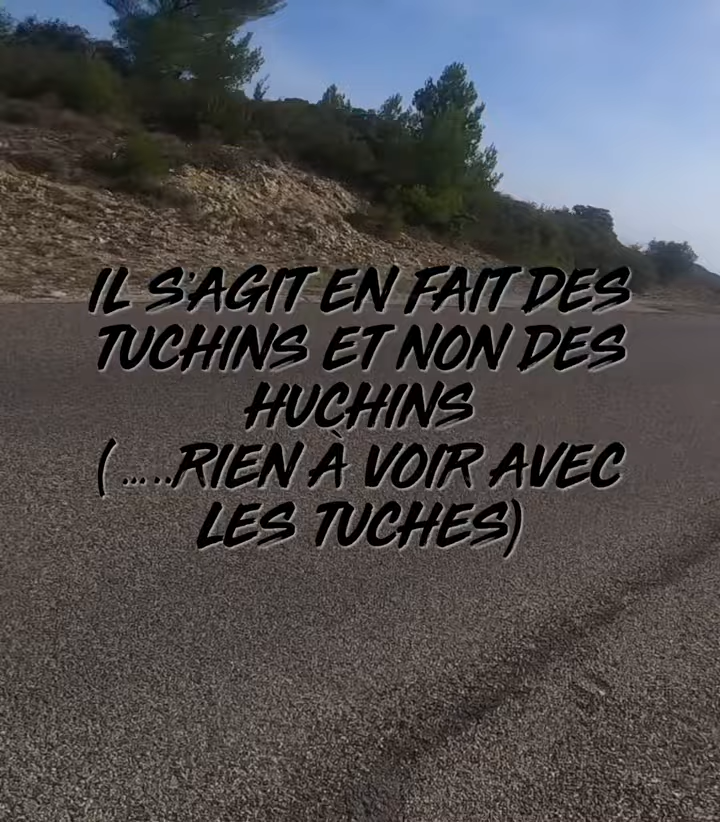 IL S'AGIT EN FAIT DES
TUCHINS ET NON DES
HUCHINS
(.....RIEN À VOIR AVEC
LES TUCHES)